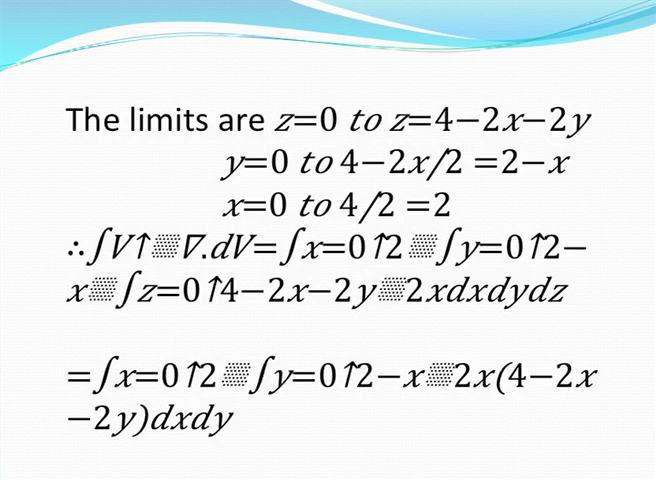 The limits are z=0 to z=4−2x−2y
y=0 to 4−2x/2 =2−x
x=0 to 4/2 =2
∴∫V↑▒∇.dV=∫x=0↑2▒∫y=0↑2−
x▒∫z=0↑4−2x−2y▒2xdxdydz
=∫x=0↑2▒∫y=0↑2−x▒2x(4−2x
−2y)dxdy